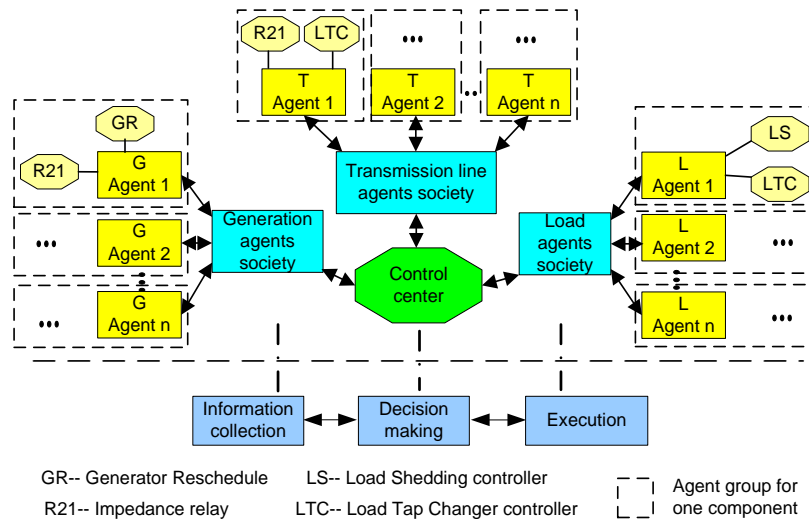 R21
LTC
...
...
T
Agent 1
T
Agent 2
...
T
Agent n
GR
R21
G
Agent 1
LS
LTC
L
Agent 1
Transmission line
agents society
...
G
Agent 2
...
Generation
agents
society
Load
agents
society
L
Agent 2
...
...
Control
center
...
G
Agent n
L
Agent n
...
Information
collection
Decision
making
Execution
GR-- Generator Reschedule
LS-- Load Shedding controller
R21-- Impedance relay
LTC-- Load Tap Changer controller
Agent group for
one component